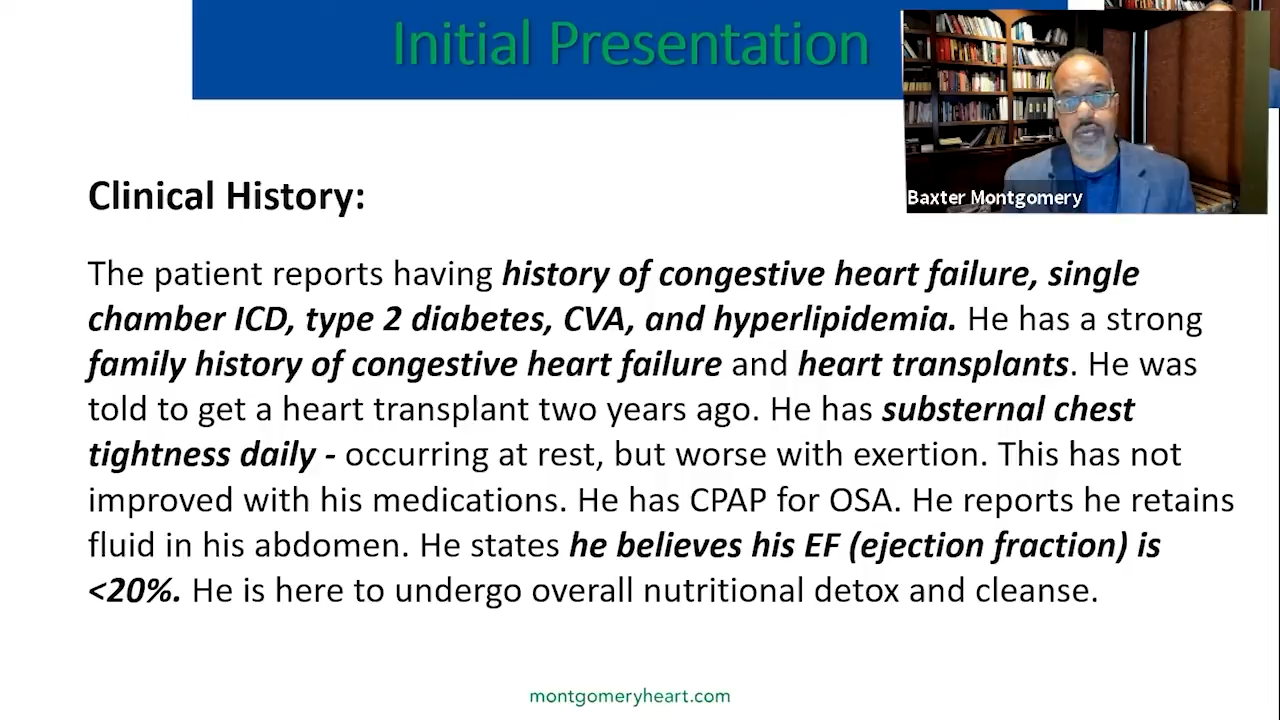 Initial Presentation
Baxter Montgomery
Clinical History:
The patient reports having history of congestive heart failure, single
chamber ICD, type 2 diabetes, CVA, and hyperlipidemia. He has a strong
family history of congestive heart failure and heart transplants. He was
told to get a heart transplant two years ago. He has substernal chest
tightness daily - occurring at rest, but worse with exertion. This has not
improved with his medications. He has CPAP for OSA. He reports he retains
fluid in his abdomen. He states he believes his EF (ejection fraction) is
<20%. He is here to undergo overall nutritional detox and cleanse.
montgomeryheart.com